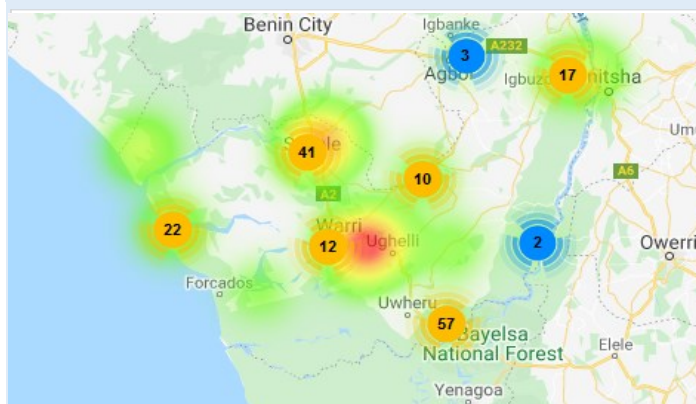 Benin City
Igbanke
3
A232
Agbor
17
Igbuzo
nitsha
41
Umu
10
A6
A2
22
Warri
12
Ughelli
2
Owerri
Forcados
Uwheru
57
Bayelsa
National Forest
Elele
Yenagoa